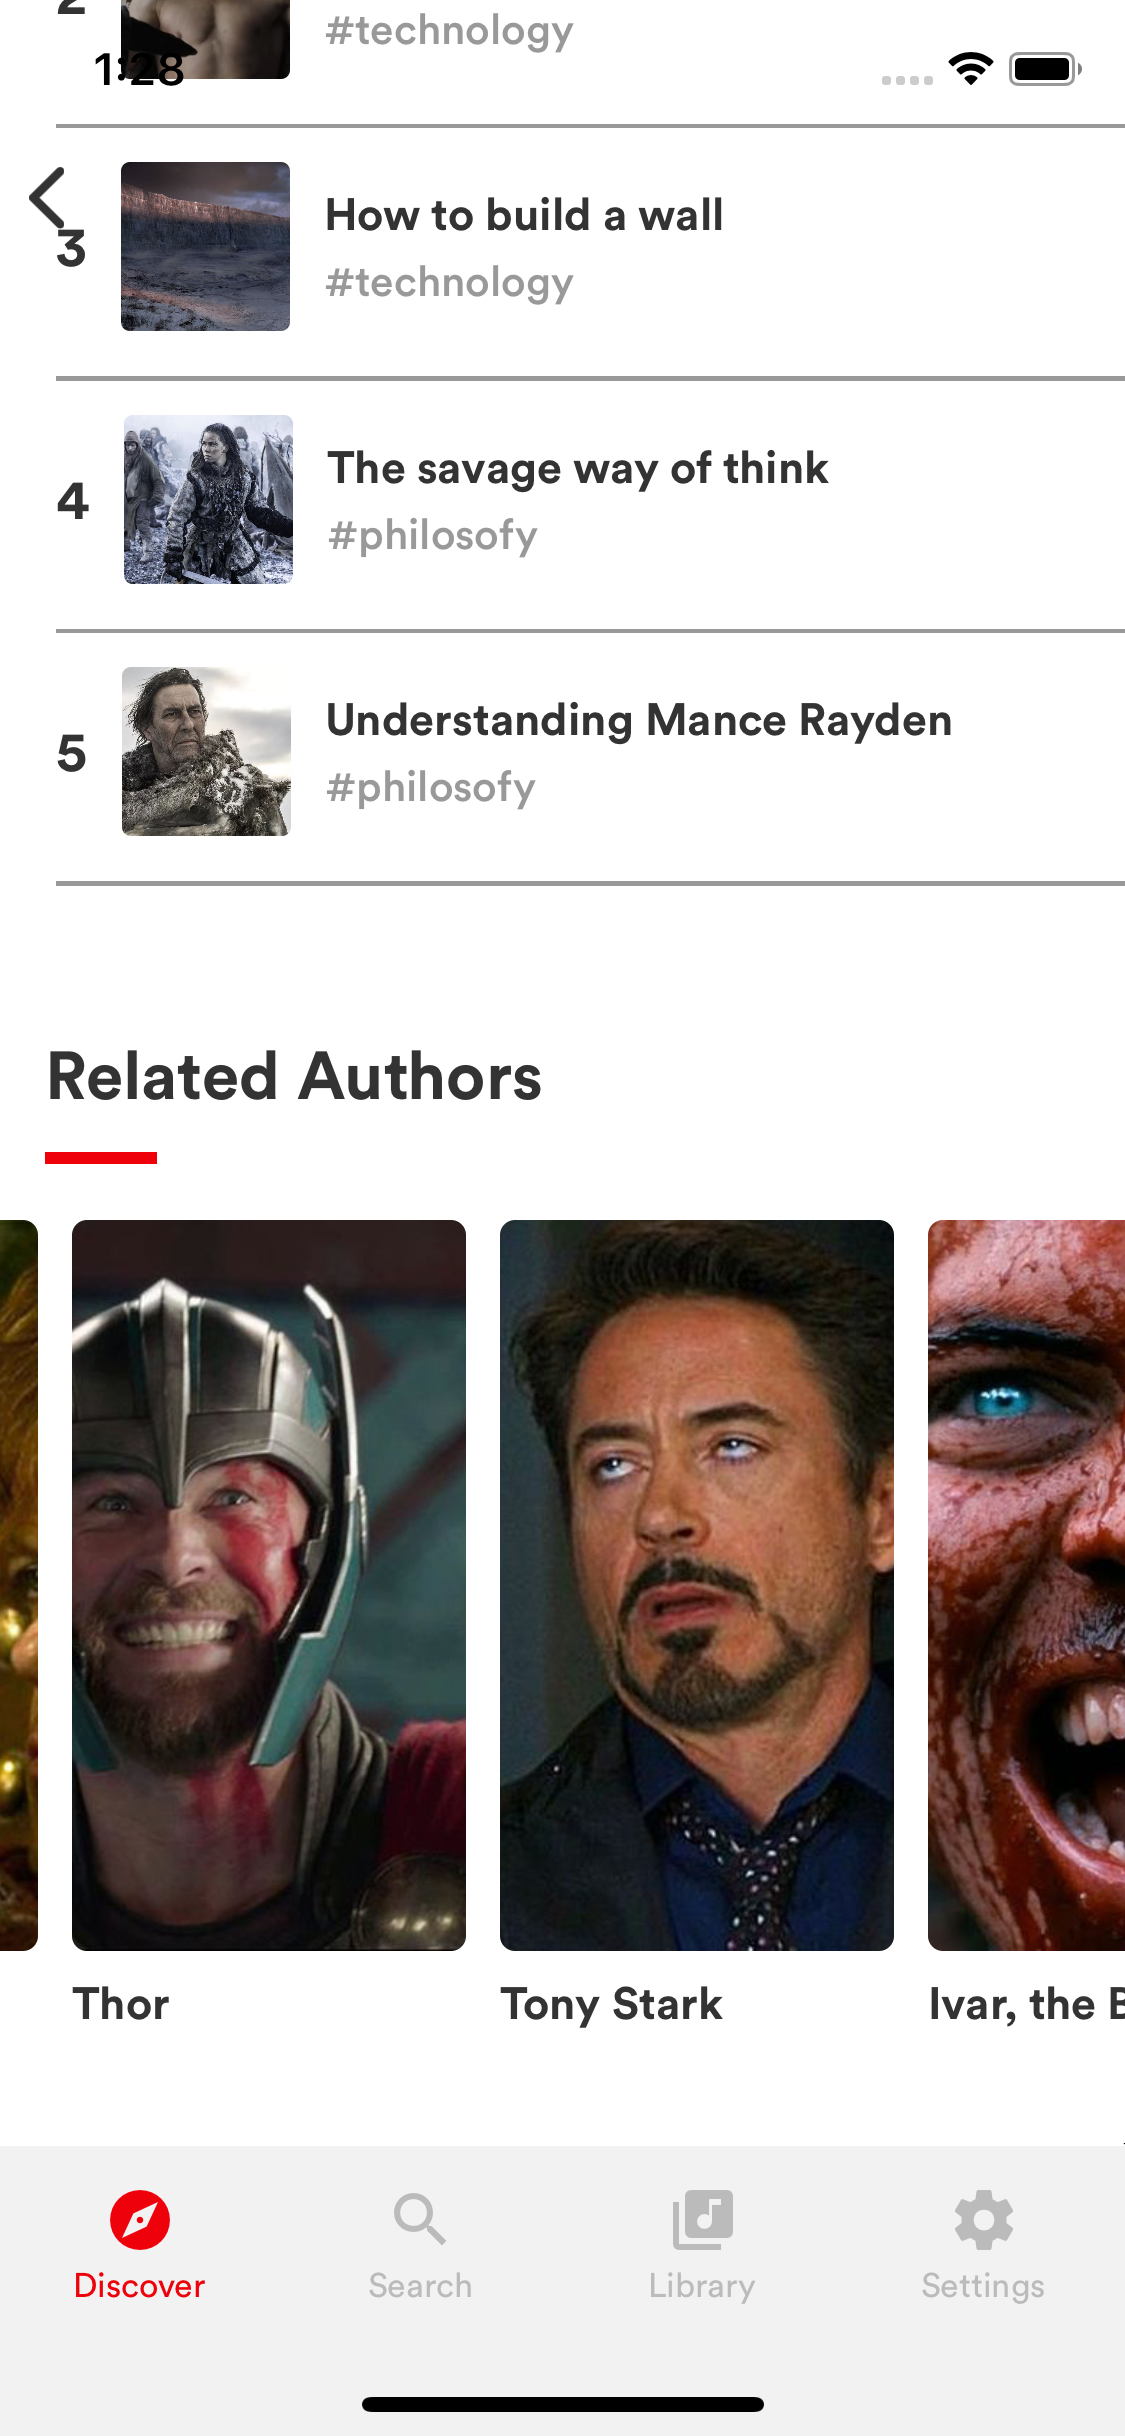 2
#technology
1:28
3
How to build a wall
#technology
4
The savage way of think
#philosofy
5
Understanding Mance Rayden
#philosofy
Related Authors
Thor
Tony Stark
Ivar, the B
Discover
Search
Library
Settings